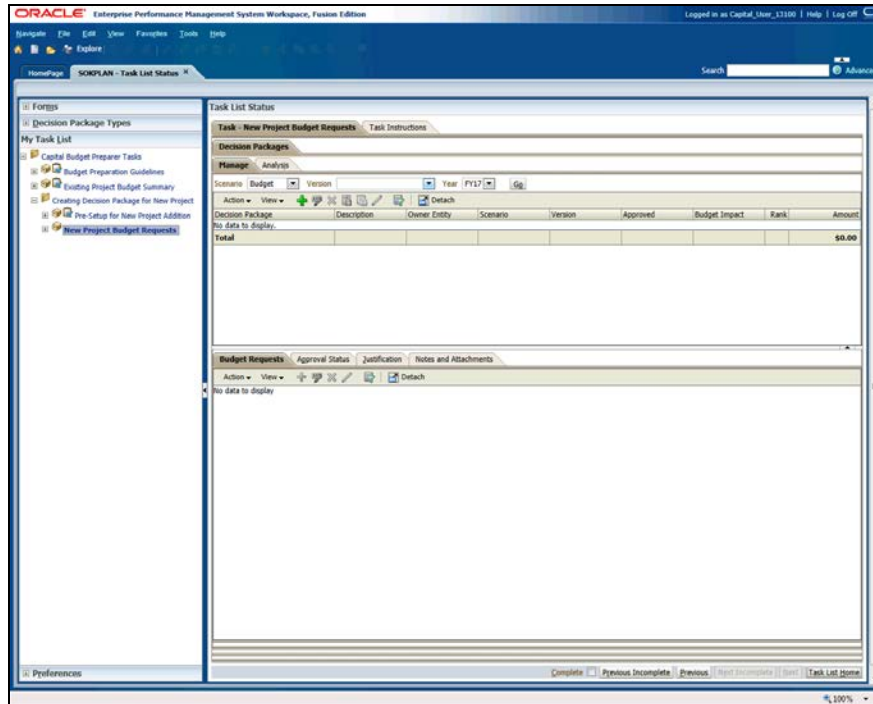 ORACLE Enterprise Performance Management System Workspace, Fusion Edition
Logged in as Capital_User_13100 | Help | Log Off
Navigate File Edit View Favorites Tools Help
Explore
HomePage SOKPLAN - Task List Status
Search Advance
Forms
Decision Package Types
My Task List
Capital Budget Preparer Tasks
Budget Preparation Guidelines
Existing Project Budget Summary
Creating Decision Package for New Project
Pre-Setup for New Project Addition
New Project Budget Requests
Preferences
Task List Status
Task - New Project Budget Requests Task Instructions
Decision Packages
Manage Analysis
Scenario Budget Version Year FY17 Go
Action View Detach
Decision Package Description Owner Entity Scenario Version Approved Budget Impact Rank Amount
No data to display.
Total $0.00
Budget Requests Approval Status Justification Notes and Attachments
Action View Detach
No data to display
Complete Previous Incomplete Previous Next Incomplete Next Task List Home
100%